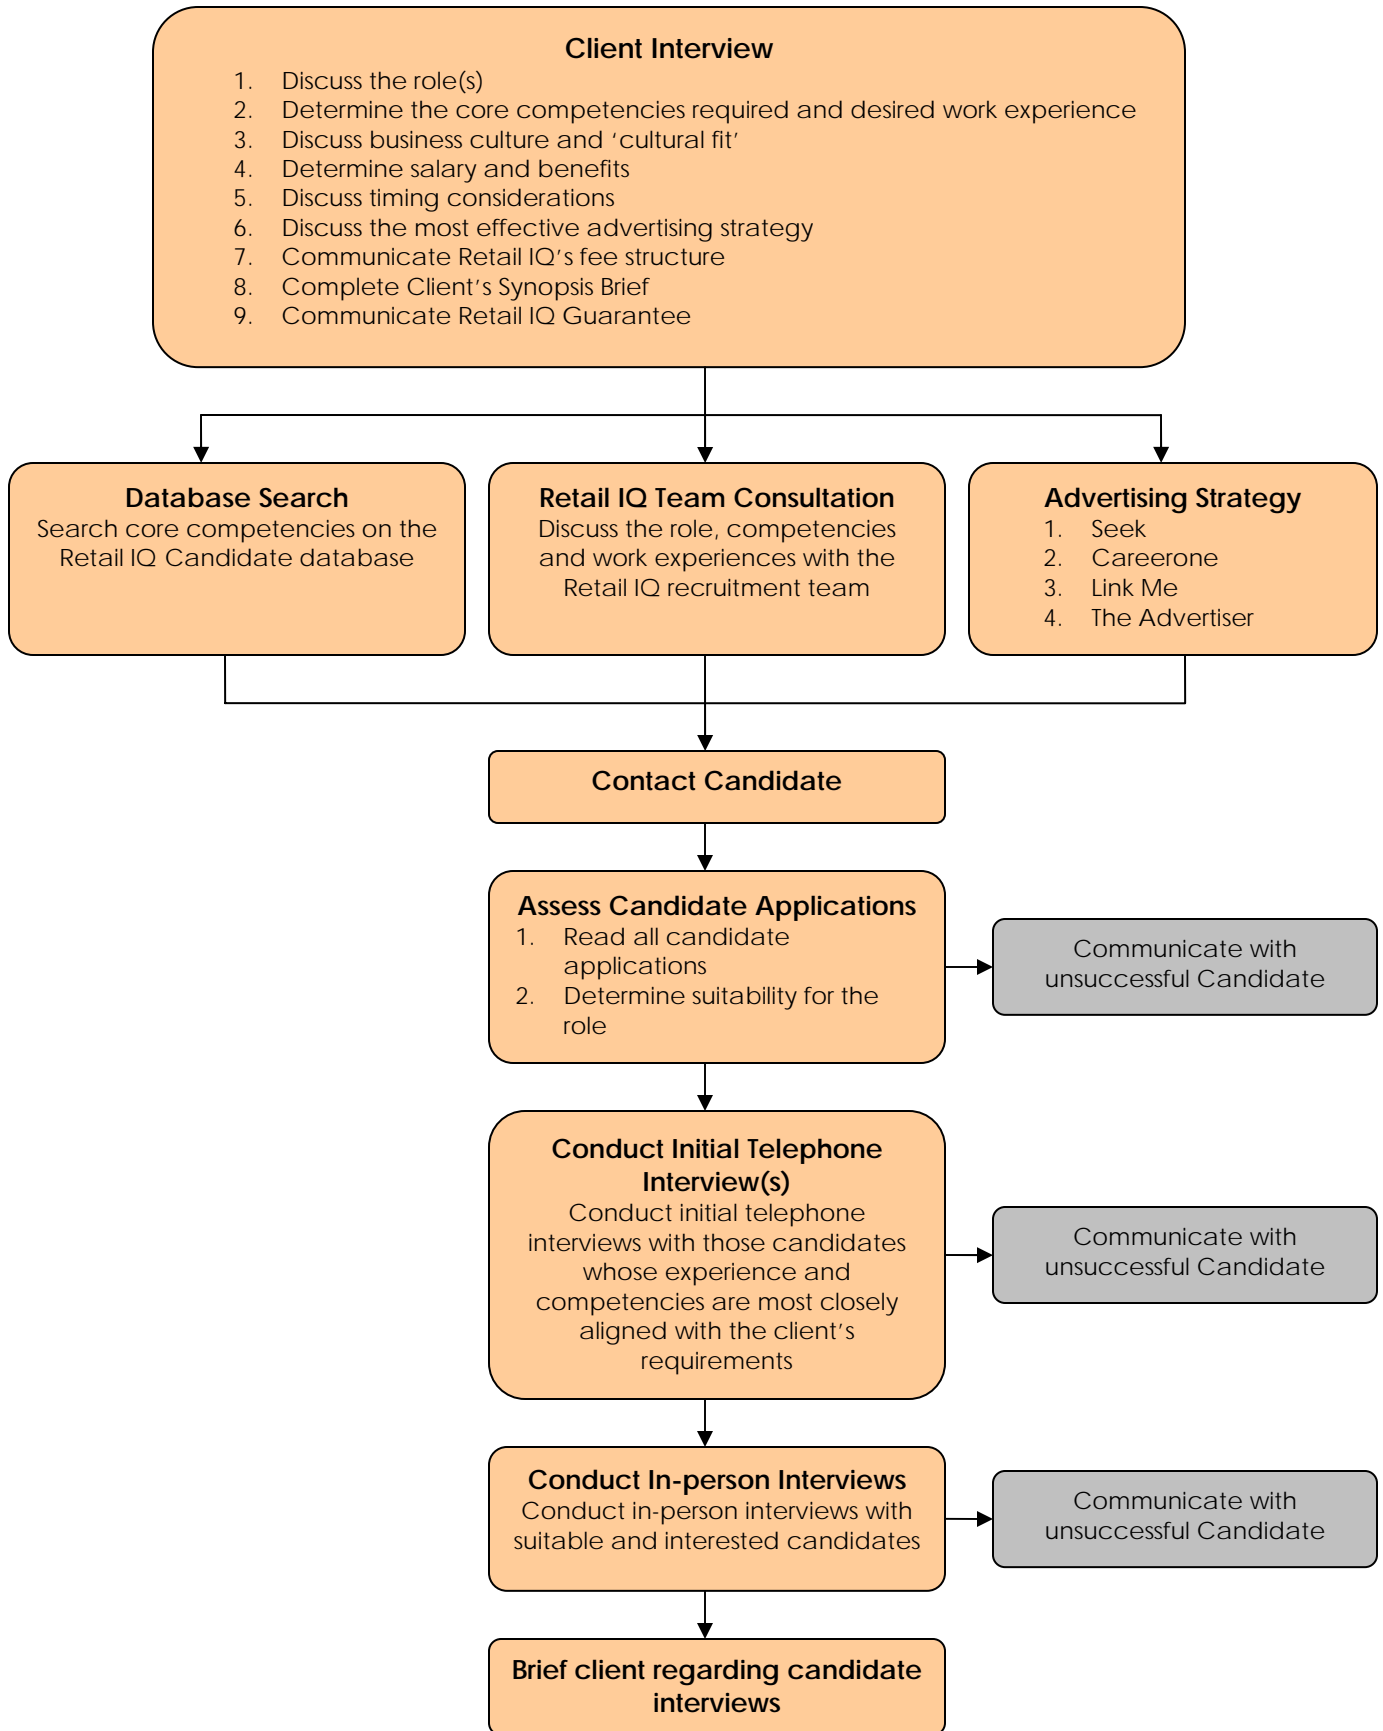 Client Interview
1. Discuss the role(s)
2. Determine the core competencies required and desired work experience
3. Discuss business culture and ‘cultural fit’
4. Determine salary and benefits
5. Discuss timing considerations
6. Discuss the most effective advertising strategy
7. Communicate Retail IQ’s fee structure
8. Complete Client’s Synopsis Brief
9. Communicate Retail IQ Guarantee
Database Search
Search core competencies on the
Retail IQ Candidate database
Retail IQ Team Consultation
Discuss the role, competencies
and work experiences with the
Retail IQ recruitment team
Advertising Strategy
1. Seek
2. Careerone
3. Link Me
4. The Advertiser
Contact Candidate
Assess Candidate Applications
1. Read all candidate
applications
2. Determine suitability for the
role
Communicate with
unsuccessful Candidate
Conduct Initial Telephone
Interview(s)
Conduct initial telephone
interviews with those candidates
whose experience and
competencies are most closely
aligned with the client’s
requirements
Communicate with
unsuccessful Candidate
Conduct In-person Interviews
Conduct in-person interviews with
suitable and interested candidates
Communicate with
unsuccessful Candidate
Brief client regarding candidate
interviews